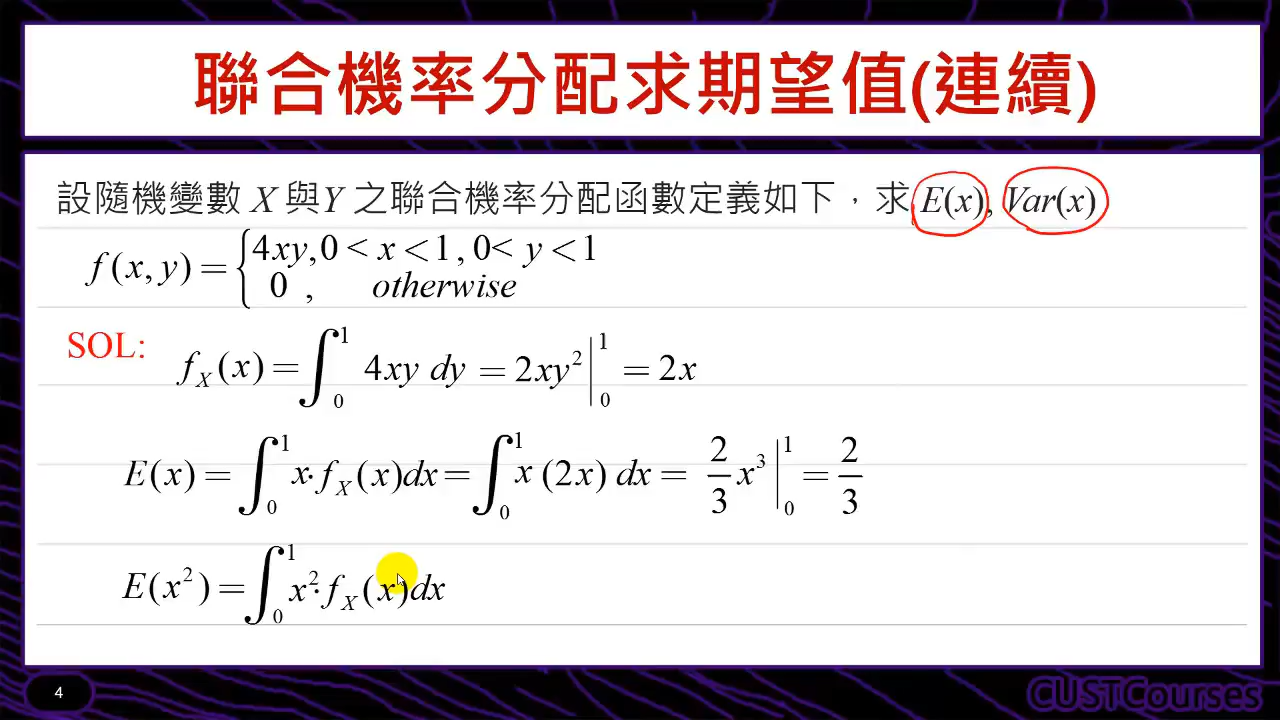 聯合機率分配求期望值(連續)
設隨機變數 X 與Y 之聯合機率分配函數定義如下，求 E(x), Var(x)
f(x,y) = { 4xy, 0 < x < 1, 0 < y < 1
0 , otherwise
SOL:
f_X(x) = ∫_0^1 4xy dy = 2xy² |_0^1 = 2x
E(x) = ∫_0^1 x·f_X(x)dx = ∫_0^1 x (2x) dx = 2/3 x³ |_0^1 = 2/3
E(x²) = ∫_0^1 x²·f_X(x)dx
4
CUSTCourses